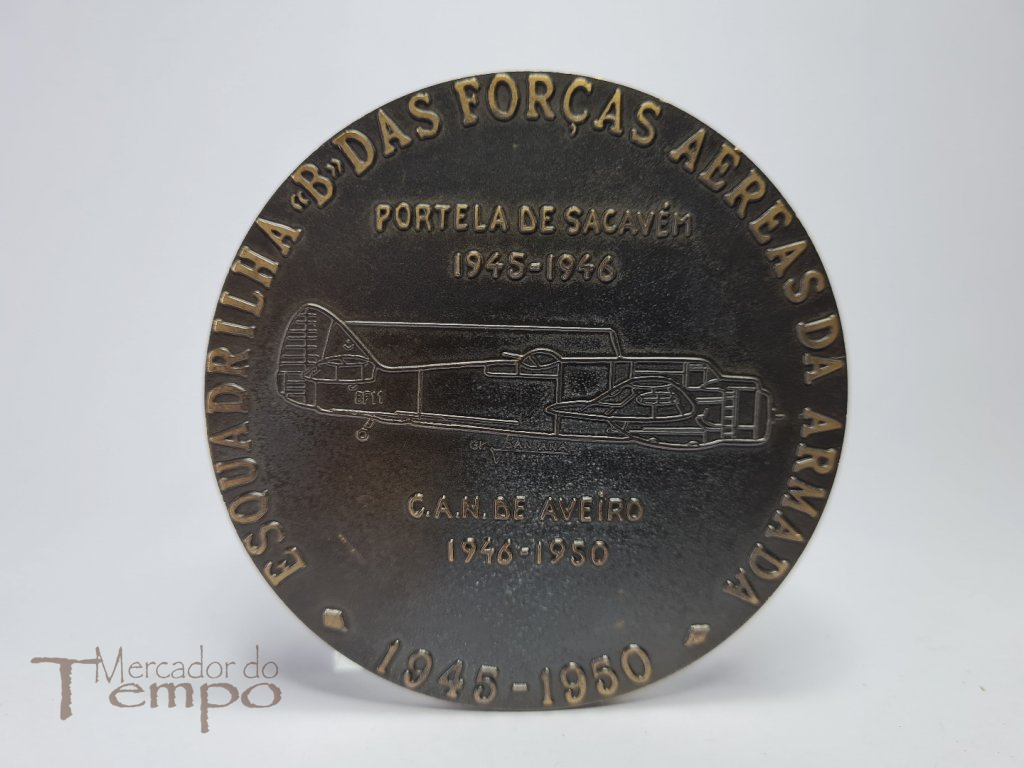 ESQUADRILHA "B" DAS FORÇAS AÉREAS DA ARMADA
PORTELA DE SACAVÉM
1945-1946
BF11
C.A.N. DE AVEIRO
1946-1950
1945-1950
Mercador do
Tempo